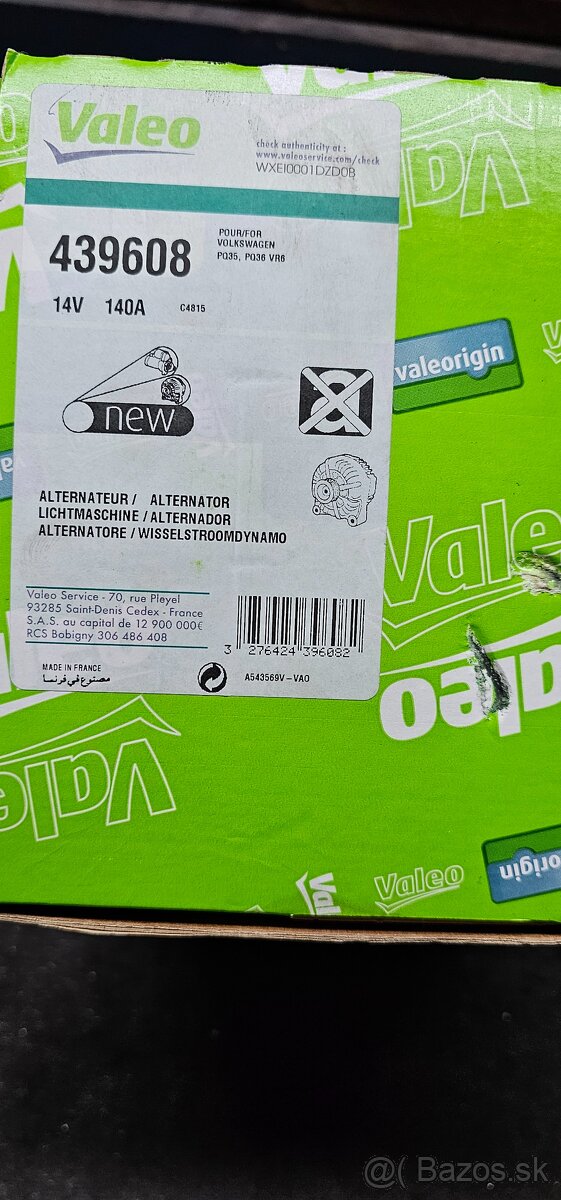 Valeo
check authenticity at :
www.valeoservice.com/check
WXEI0001DZD0B
439608
POUR/FOR
VOLKSWAGEN
PQ35, PQ36 VR6
14V 140A C4815
new
valeorigin
ALTERNATEUR / ALTERNATOR
LICHTMASCHINE / ALTERNADOR
ALTERNATORE / WISSELSTROOMDYNAMO
Valeo Service - 70, rue Pleyel
93285 Saint-Denis Cedex - France
S.A.S. au capital de 12 900 000€
RCS Bobigny 306 486 408
3 276424 396082
MADE IN FRANCE
مصنوع في فرنسا
A543569V-VA0
Valeo
Valeo
Valeo
Valeo
Valeo
Bazos.sk